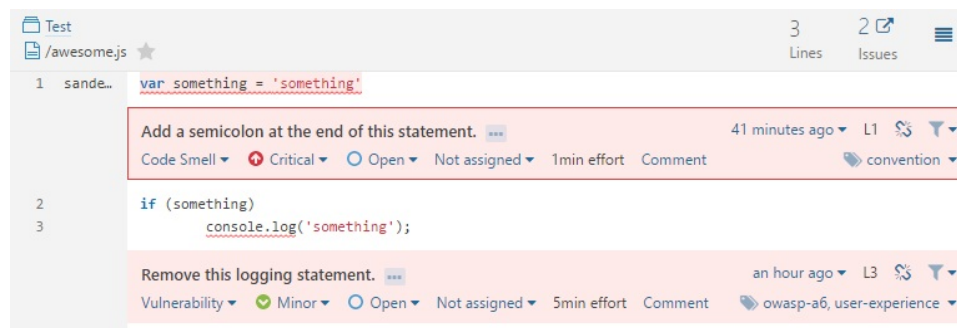 Test
/awesome.js
3
Lines
2
Issues
1 sande... var something = 'something'
Add a semicolon at the end of this statement. ... 41 minutes ago L1
Code Smell Critical Open Not assigned 1min effort Comment convention
2 if (something)
3 console.log('something');
Remove this logging statement. ... an hour ago L3
Vulnerability Minor Open Not assigned 5min effort Comment owasp-a6, user-experience